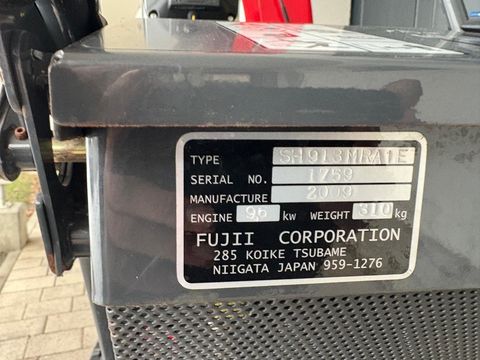 TYPE SH913MRA1E
SERIAL NO. 1759
MANUFACTURE 2009
ENGINE 96 kw WEIGHT 310 kg
FUJII CORPORATION
285 KOIKE TSUBAME
NIIGATA JAPAN 959-1276